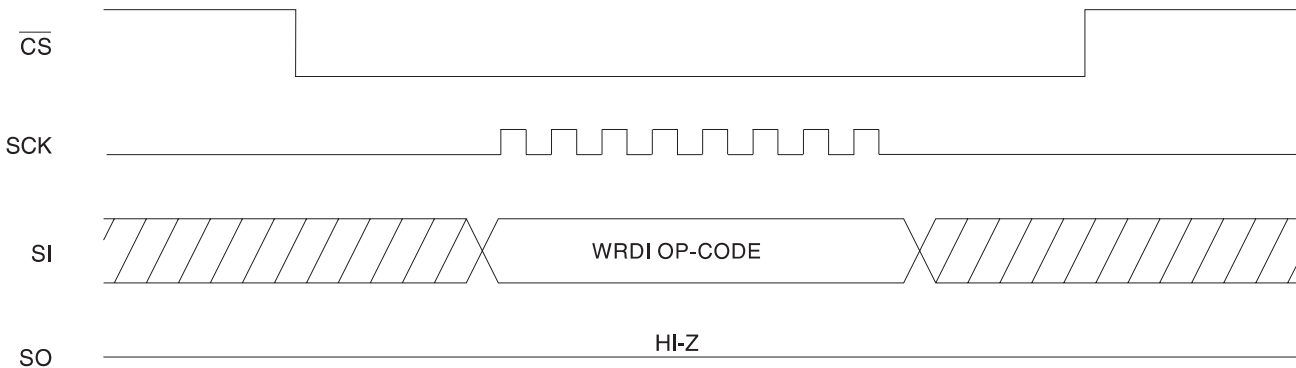 CS
SCK
SI
WRDI OP-CODE
HI-Z
SO